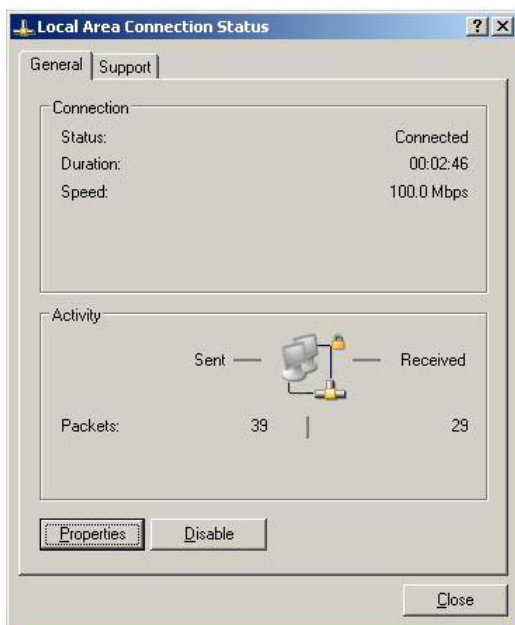 Local Area Connection Status
General Support
Connection
Status: Connected
Duration: 00:02:46
Speed: 100.0 Mbps
Activity
Sent Received
Packets: 39 29
Properties Disable
Close